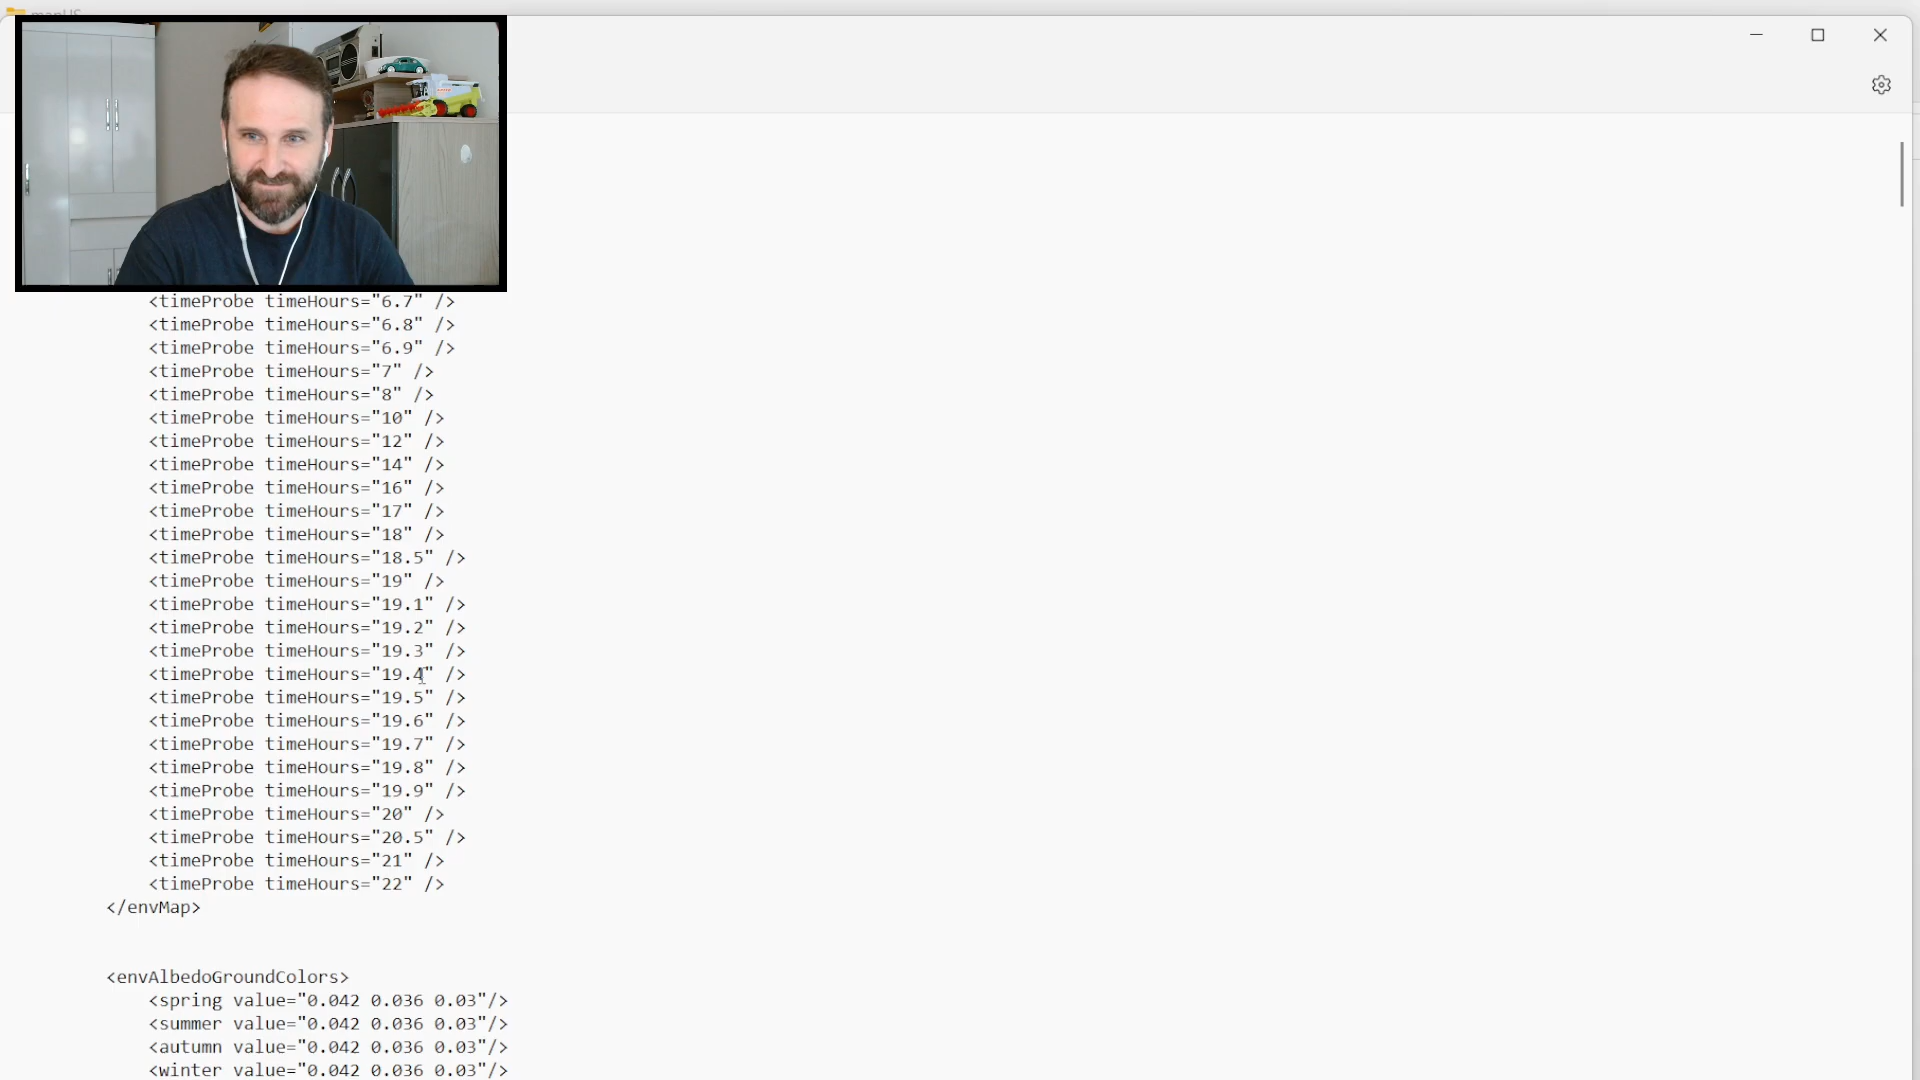 mapUS
<timeProbe timeHours="6.7" />
<timeProbe timeHours="6.8" />
<timeProbe timeHours="6.9" />
<timeProbe timeHours="7" />
<timeProbe timeHours="8" />
<timeProbe timeHours="10" />
<timeProbe timeHours="12" />
<timeProbe timeHours="14" />
<timeProbe timeHours="16" />
<timeProbe timeHours="17" />
<timeProbe timeHours="18" />
<timeProbe timeHours="18.5" />
<timeProbe timeHours="19" />
<timeProbe timeHours="19.1" />
<timeProbe timeHours="19.2" />
<timeProbe timeHours="19.3" />
<timeProbe timeHours="19.4" />
<timeProbe timeHours="19.5" />
<timeProbe timeHours="19.6" />
<timeProbe timeHours="19.7" />
<timeProbe timeHours="19.8" />
<timeProbe timeHours="19.9" />
<timeProbe timeHours="20" />
<timeProbe timeHours="20.5" />
<timeProbe timeHours="21" />
<timeProbe timeHours="22" />
</envMap>
<envAlbedoGroundColors>
<spring value="0.042 0.036 0.03"/>
<summer value="0.042 0.036 0.03"/>
<autumn value="0.042 0.036 0.03"/>
<winter value="0.042 0.036 0.03"/>